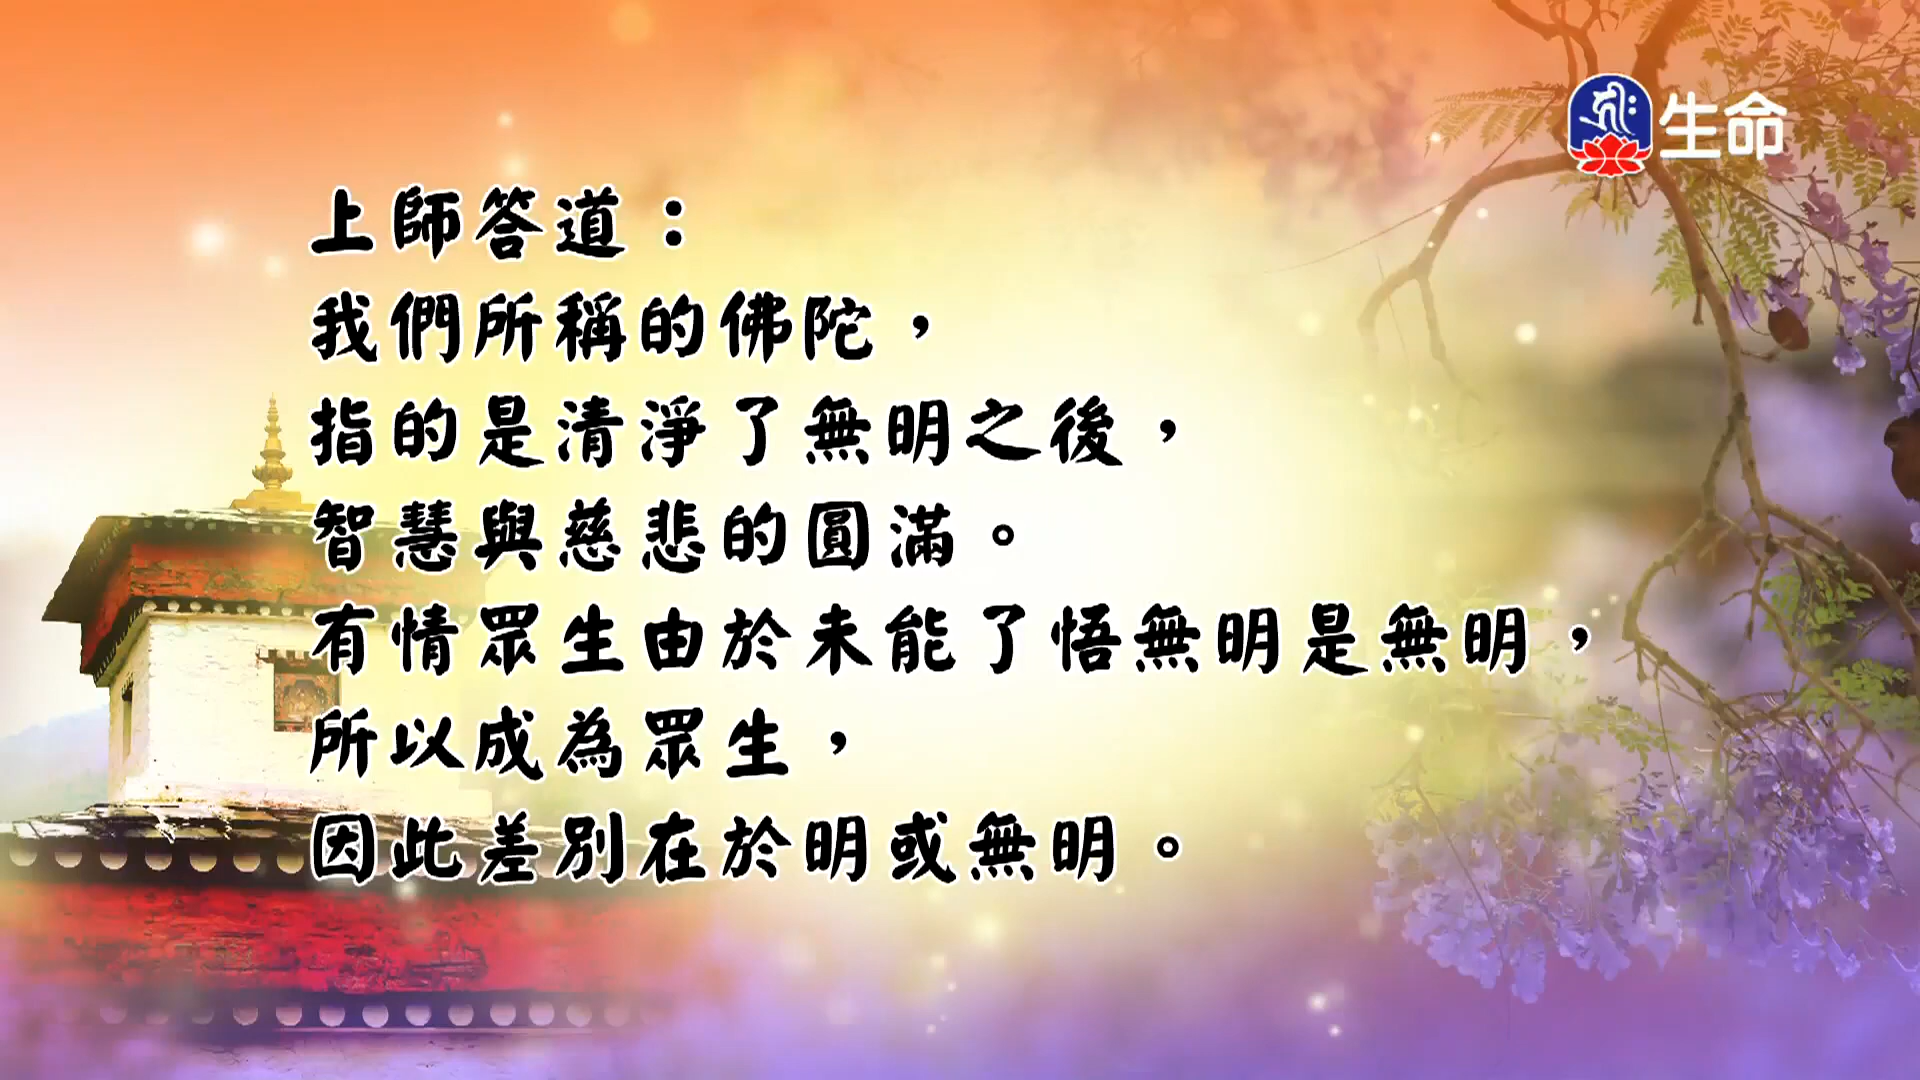 生命
上師答道：
我們所稱的佛陀，
指的是清淨了無明之後，
智慧與慈悲的圓滿。
有情眾生由於未能了悟無明是無明，
所以成為眾生，
因此差別在於明或無明。